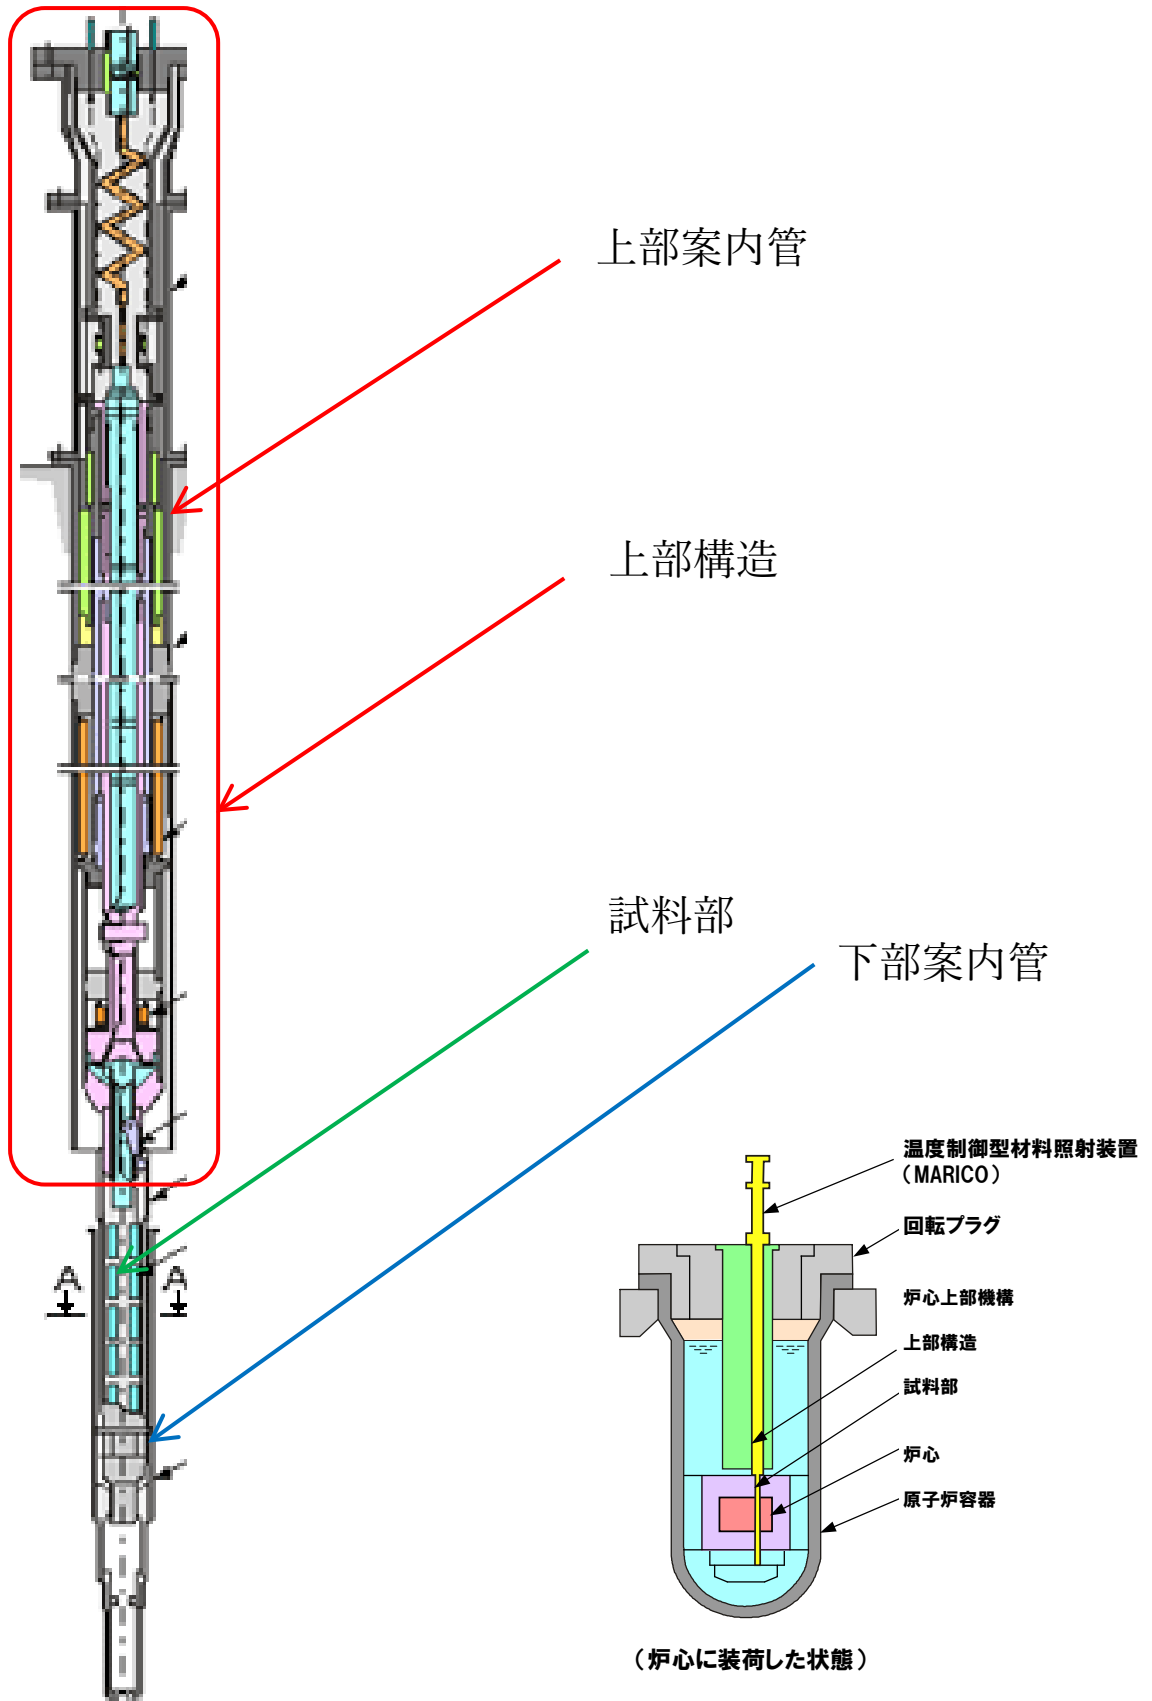 上部案内管
上部構造
試料部
下部案内管
A A
温度制御型材料照射装置
(MARICO)
回転プラグ
炉心上部機構
上部構造
試料部
炉心
原子炉容器
(炉心に装荷した状態)